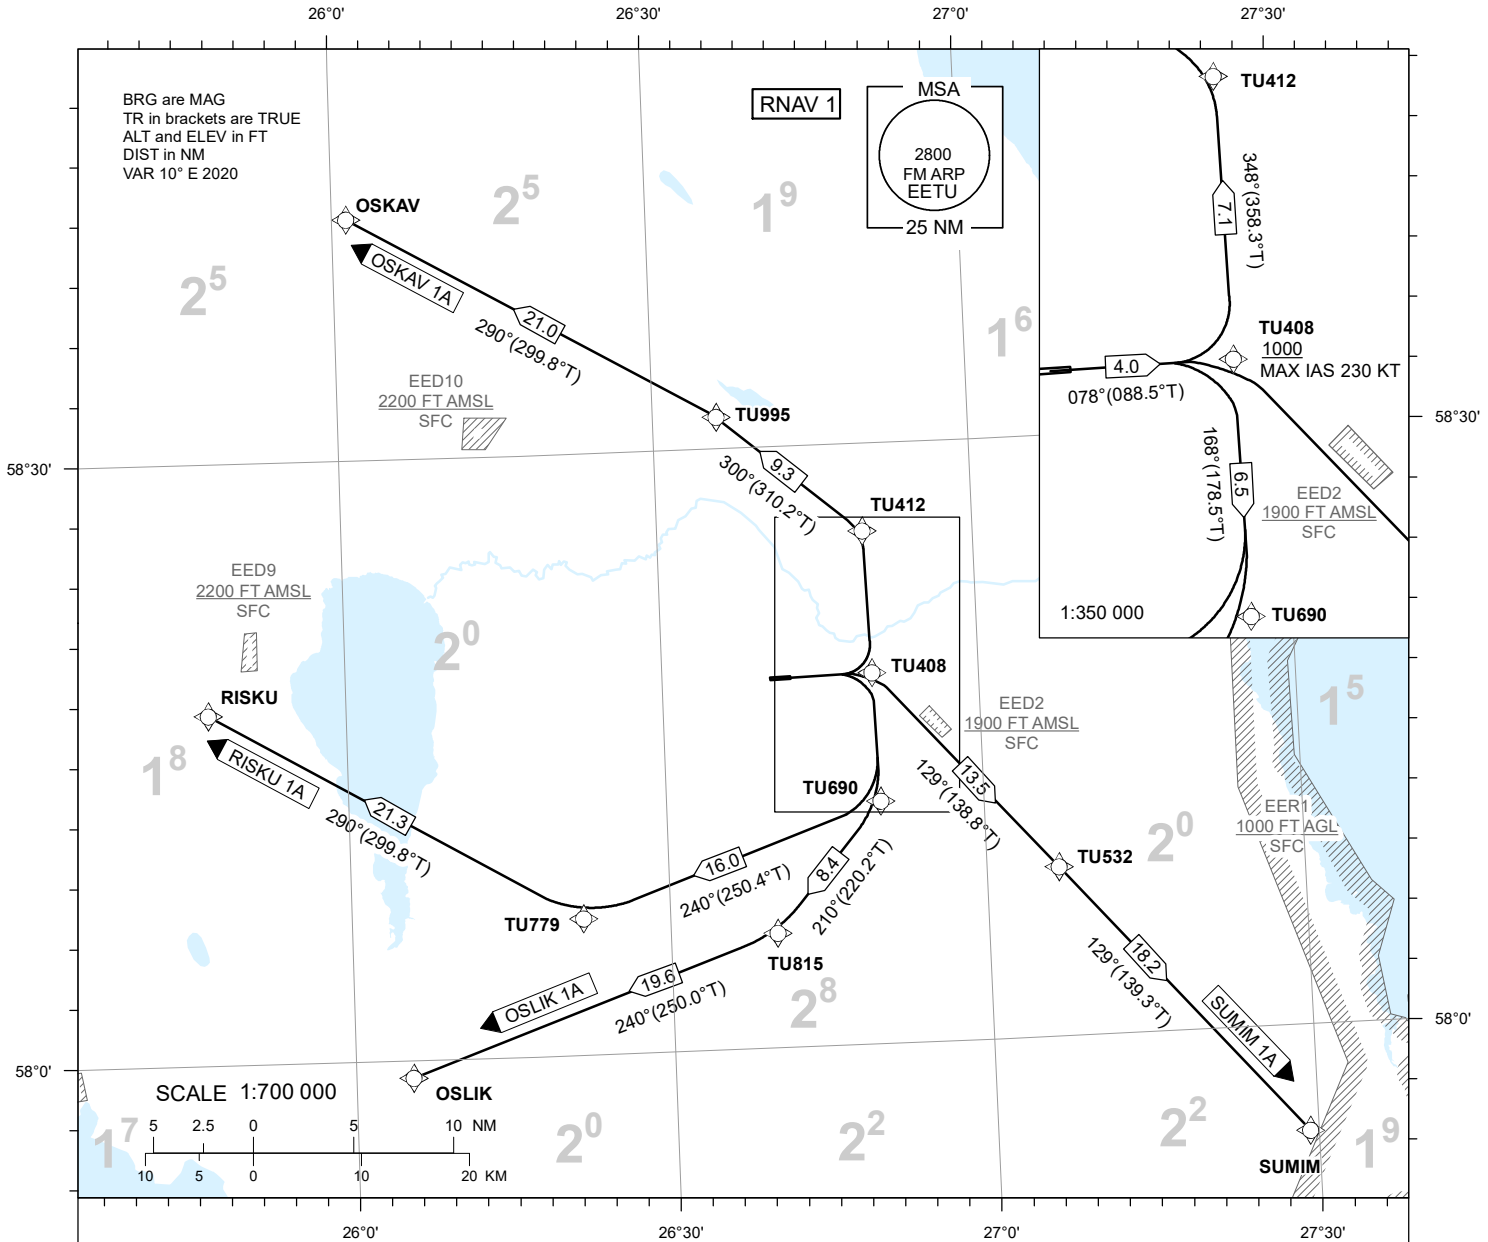 26°0'
26°30'
27°0'
27°30'
BRG are MAG
TR in brackets are TRUE
ALT and ELEV in FT
DIST in NM
VAR 10° E 2020
RNAV 1
MSA
2800
FM ARP
EETU
25 NM
TU412
348°(358.3°T)
7.1
TU408
1000
MAX IAS 230 KT
4.0
078°(088.5°T)
168°(178.5°T)
6.5
EED2
1900 FT AMSL
SFC
TU690
1:350 000
OSKAV
OSKAV 1A
2⁵
1⁹
2⁵
1⁶
21.0
290°(299.8°T)
EED10
2200 FT AMSL
SFC
TU995
9.3
300°(310.2°T)
58°30'
58°30'
TU412
EED9
2200 FT AMSL
SFC
2⁰
TU408
RISKU
RISKU 1A
1⁸
EED2
1900 FT AMSL
SFC
1⁵
TU690
13.5
129°(138.8°T)
21.3
290°(299.8°T)
EER1
1000 FT AGL
SFC
2⁰
TU532
16.0
240°(250.4°T)
8.4
210°(220.2°T)
TU779
TU815
18.2
129°(139.3°T)
19.6
240°(250.0°T)
OSLIK 1A
2⁸
SUMIM 1A
58°0'
58°0'
OSLIK
SCALE 1:700 000
5 2.5 0 5 10 NM
10 5 0 10 20 KM
1⁷
2⁰
2²
2²
1⁹
SUMIM
26°0'
26°30'
27°0'
27°30'